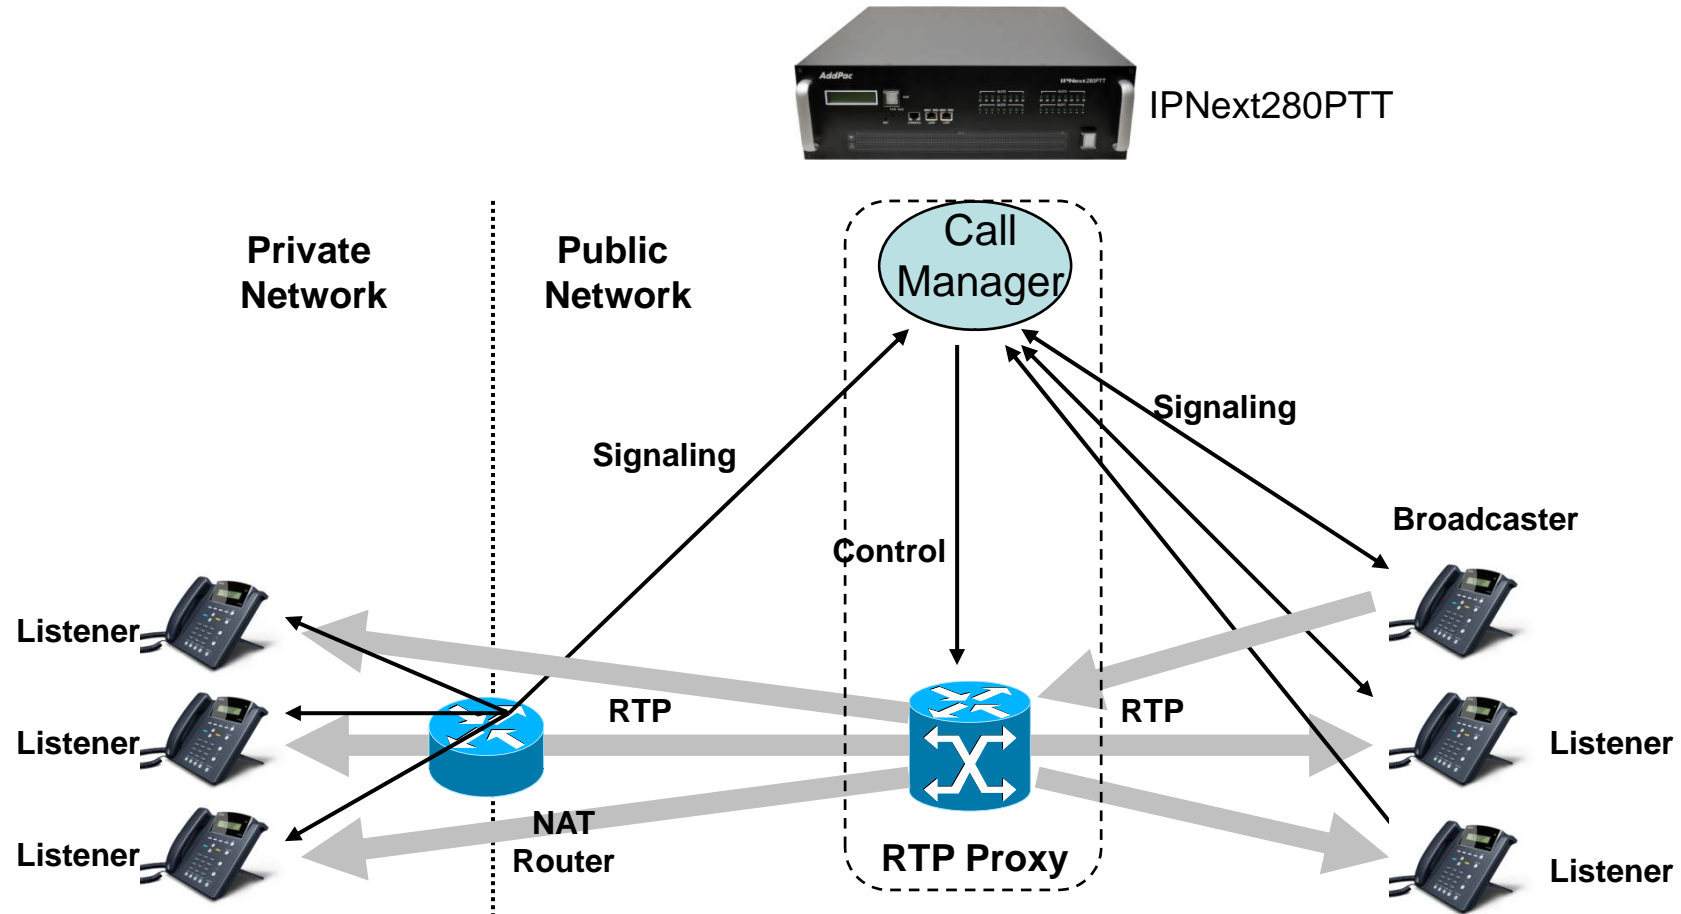 AddPac
IPNext280PTT
IPNext280PTT
Call
Manager
Private
Network
Public
Network
Signaling
Signaling
Broadcaster
Control
Listener
RTP
RTP
Listener
Listener
NAT
Router
RTP Proxy
Listener
Listener